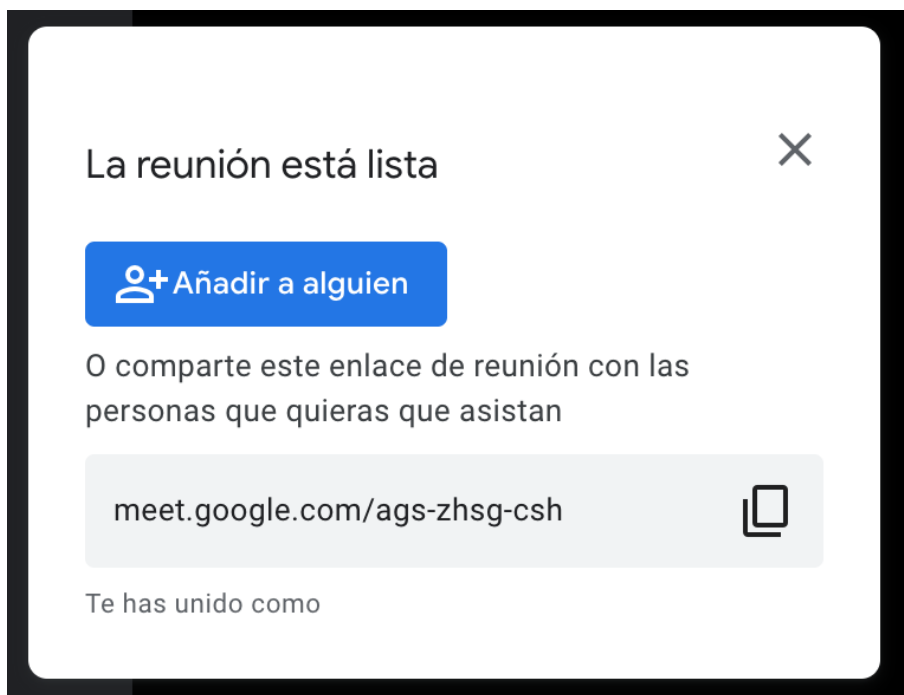 La reunión está lista
Añadir a alguien
O comparte este enlace de reunión con las
personas que quieras que asistan
meet.google.com/ags-zhsg-csh
Te has unido como